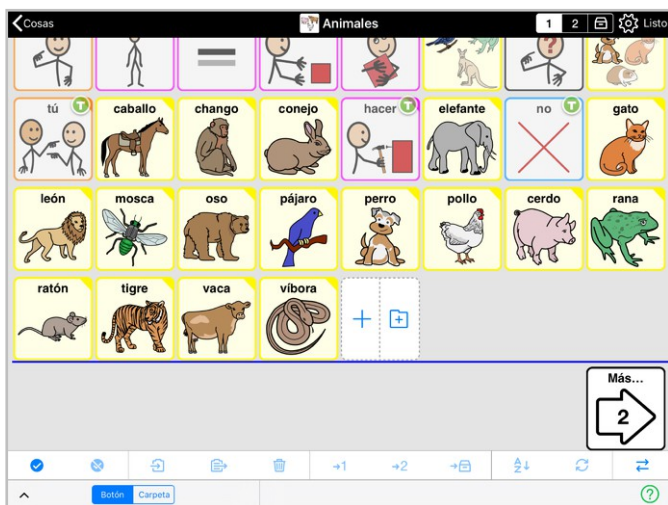 Cosas
Animales
1 2
Listo
?
tú T
caballo
chango
conejo
hacer T
elefante
no T
gato
león
mosca
oso
pájaro
perro
pollo
cerdo
rana
ratón
tigre
vaca
víbora
+
Más...
2
→1
→2
A
Z
Botón
Carpeta
?